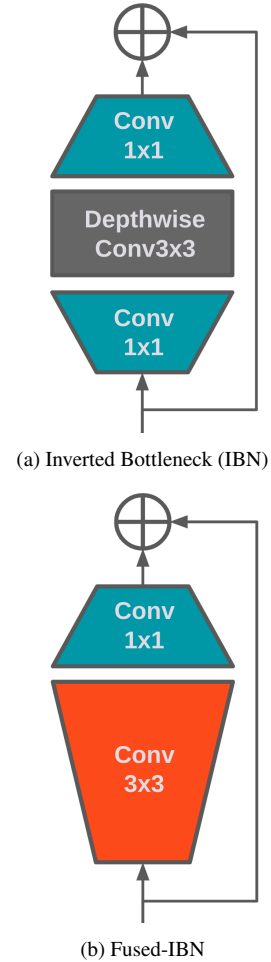 Conv
1x1
Depthwise
Conv3x3
Conv
1x1
(a) Inverted Bottleneck (IBN)
Conv
1x1
Conv
3x3
(b) Fused-IBN